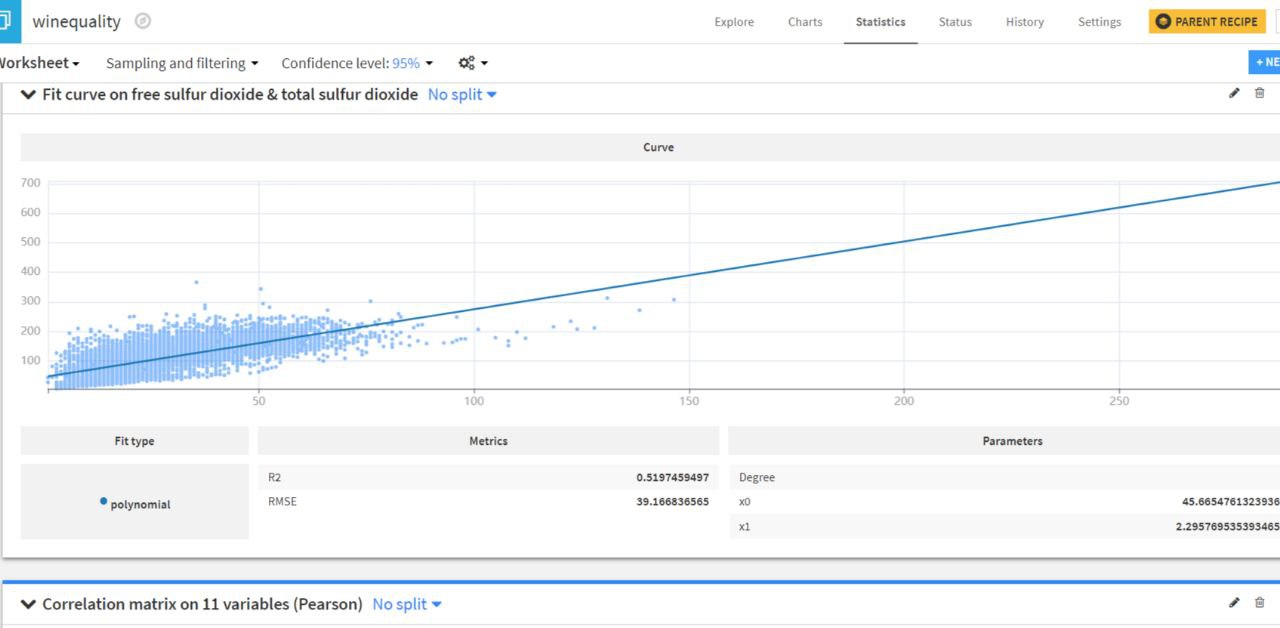 winequality
Explore Charts Statistics Status History Settings PARENT RECIPE
Sampling and filtering Confidence level: 95%
Fit curve on free sulfur dioxide & total sulfur dioxide No split
Curve
700
600
500
400
300
200
100
50 100 150 200 250
Fit type Metrics Parameters
polynomial
R2 0.5197459497
RMSE 39.166836565
Degree
x0 45.6654761323936
x1 2.295769535393465
Correlation matrix on 11 variables (Pearson) No split